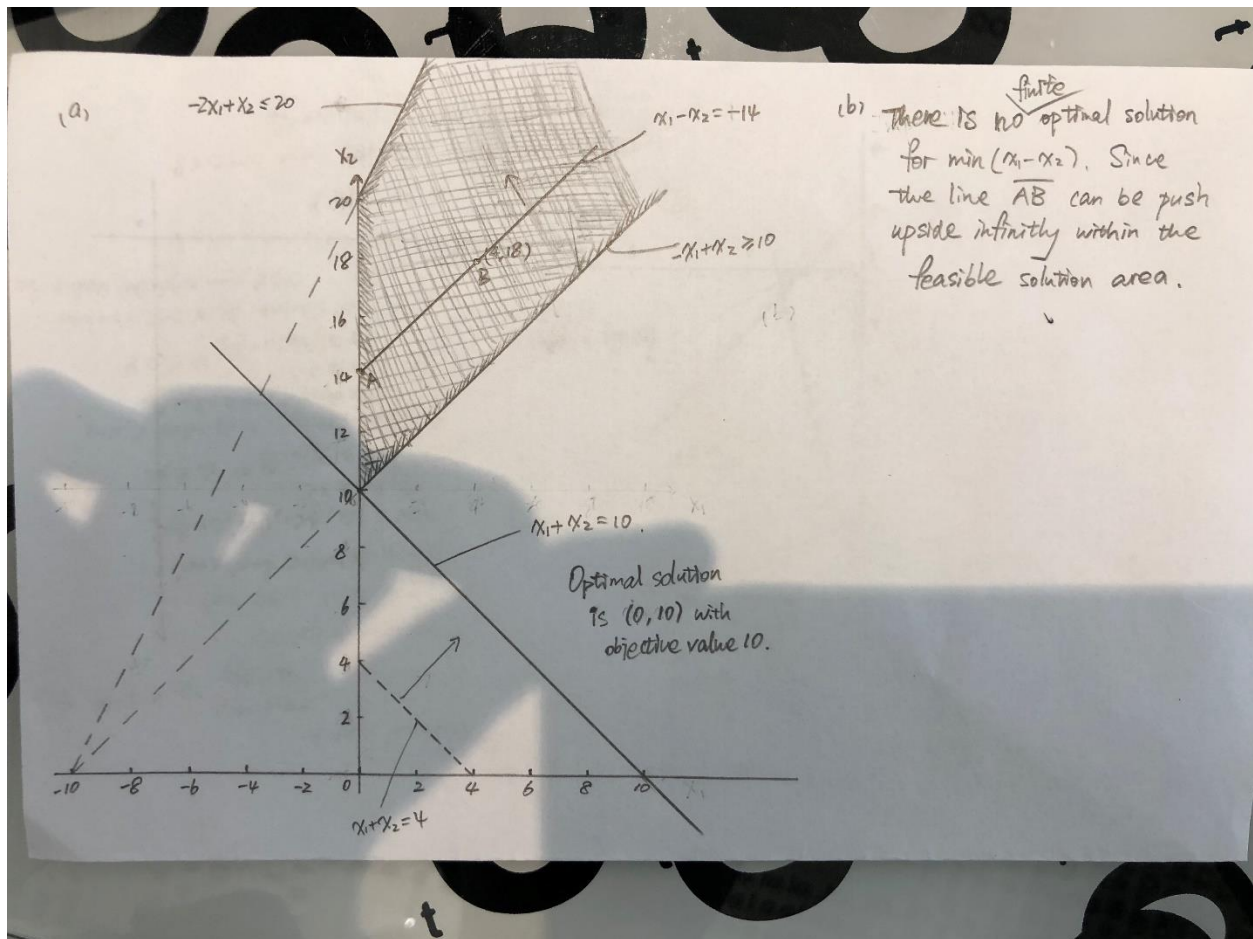 (a)
-2x₁+x₂≤20
x₁-x₂=-14
x₂
20
18
16
14
12
10
8
6
4
2
(4,18)
B
A
-x₁+x₂≥10
x₁+x₂=10.
Optimal solution
is (0,10) with
objective value 10.
-10 -8 -6 -4 -2 0 2 4 6 8 10 x₁
x₁+x₂=4
(b). There is no finite optimal solution
for min(x₁-x₂). Since
the line AB can be push
upside infinitly within the
feasible solution area.
(b)
t
t
t